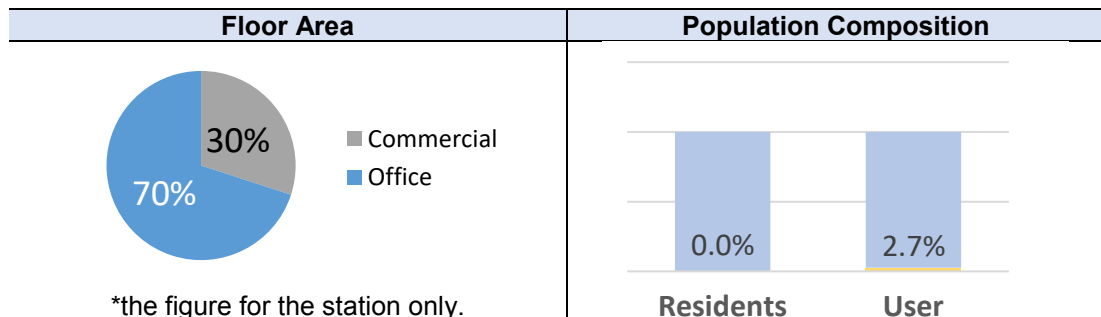 Floor Area
Population Composition
30%
70%
Commercial
Office
*the figure for the station only.
0.0%
2.7%
Residents
User